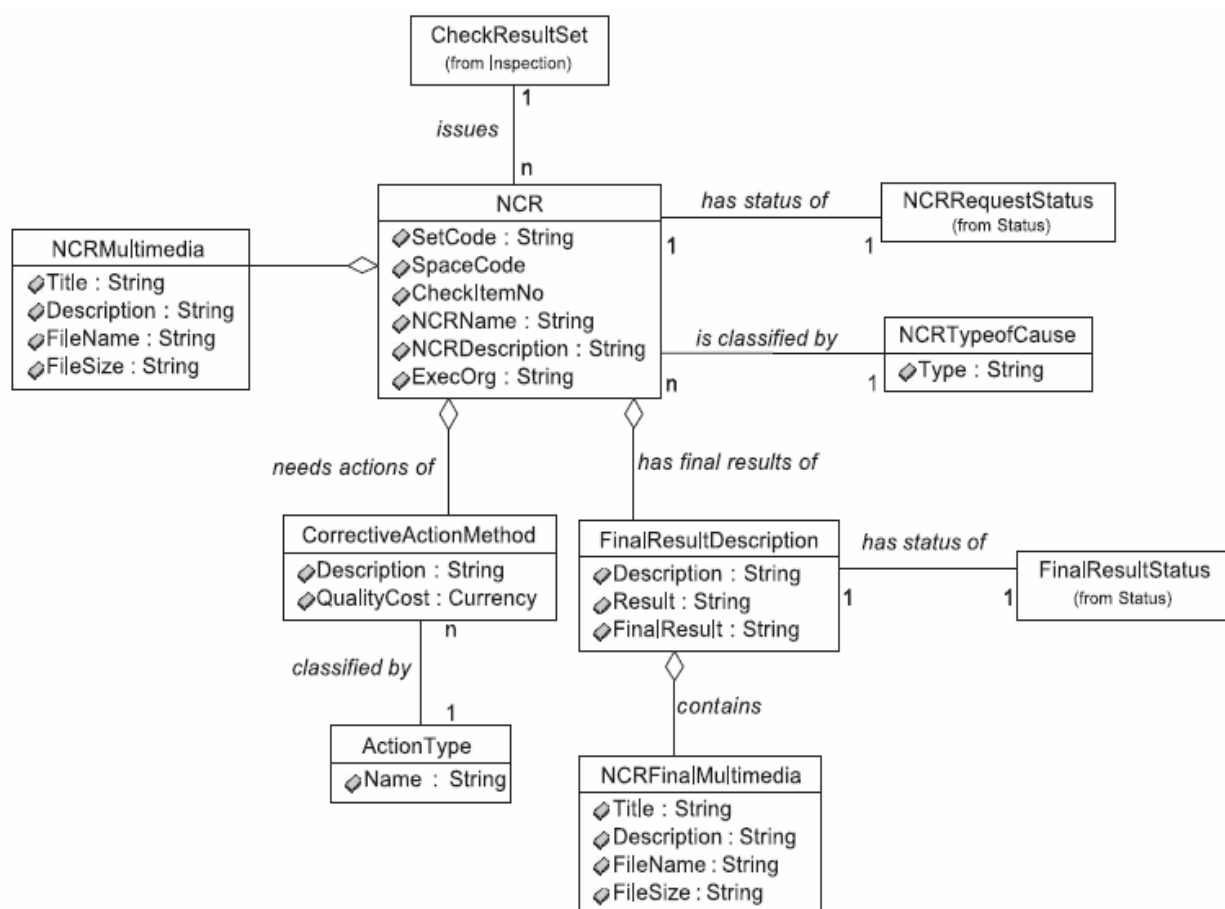 CheckResultSet
(from Inspection)
1
issues
n
NCR
SetCode : String
SpaceCode
CheckItemNo
NCRName : String
NCRDescription : String
ExecOrg : String
has status of
1
1
NCRRequestStatus
(from Status)
NCRMultimedia
Title : String
Description : String
FileName : String
FileSize : String
is classified by
n
1
NCRTypeofCause
Type : String
needs actions of
has final results of
CorrectiveActionMethod
Description : String
QualityCost : Currency
n
classified by
1
ActionType
Name : String
FinalResultDescription
Description : String
Result : String
FinalResult : String
has status of
1
1
FinalResultStatus
(from Status)
contains
NCRFinalMultimedia
Title : String
Description : String
FileName : String
FileSize : String